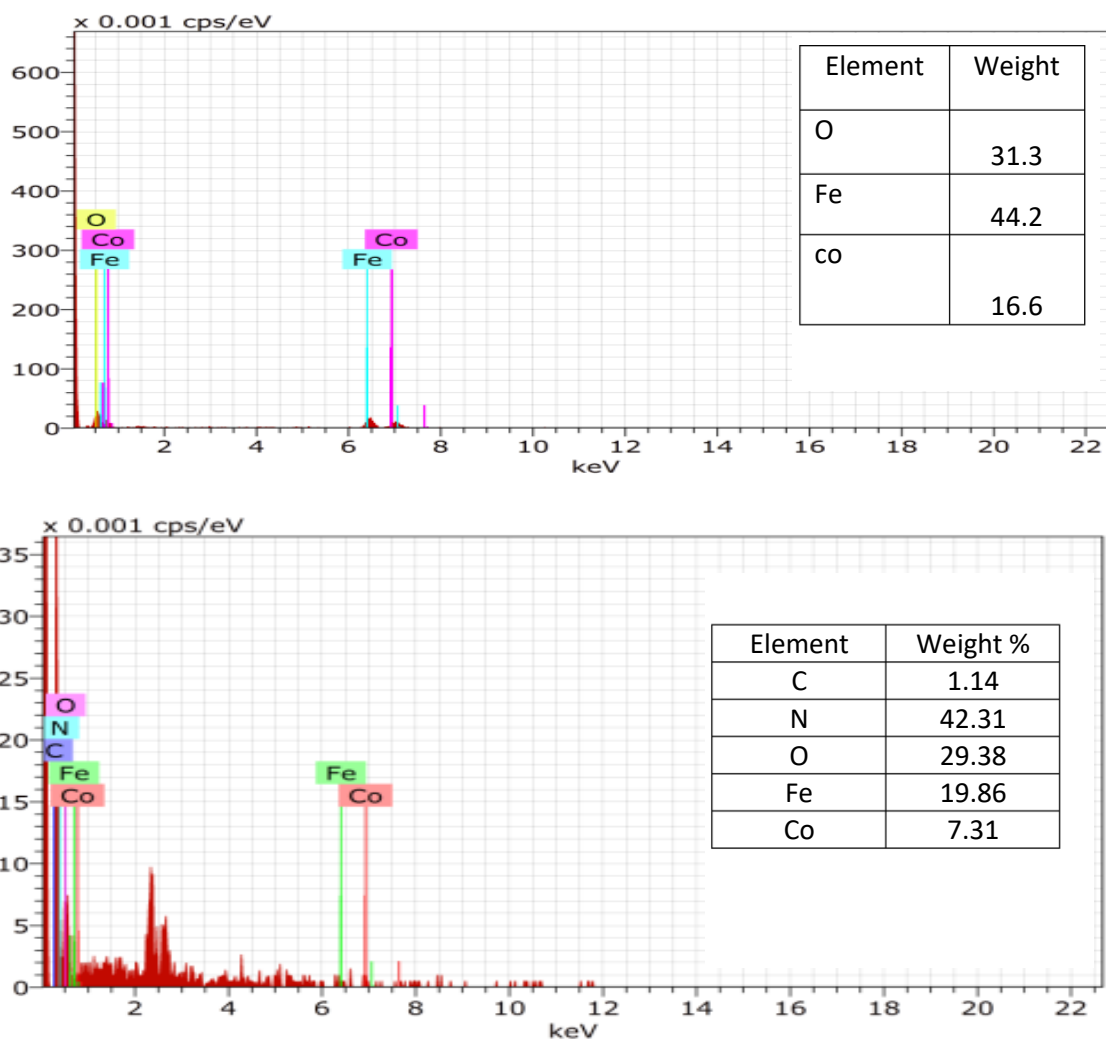 x 0.001 cps/eV
600
500
400
300
200
100
0
O
Co
Fe
Fe
Co
2 4 6 8 10 12 14 16 18 20 22
keV
Element Weight
O 31.3
Fe 44.2
co 16.6
x 0.001 cps/eV
35
30
25
20
15
10
5
0
O
N
C
Fe
Co
Fe
Co
2 4 6 8 10 12 14 16 18 20 22
keV
Element Weight %
C 1.14
N 42.31
O 29.38
Fe 19.86
Co 7.31